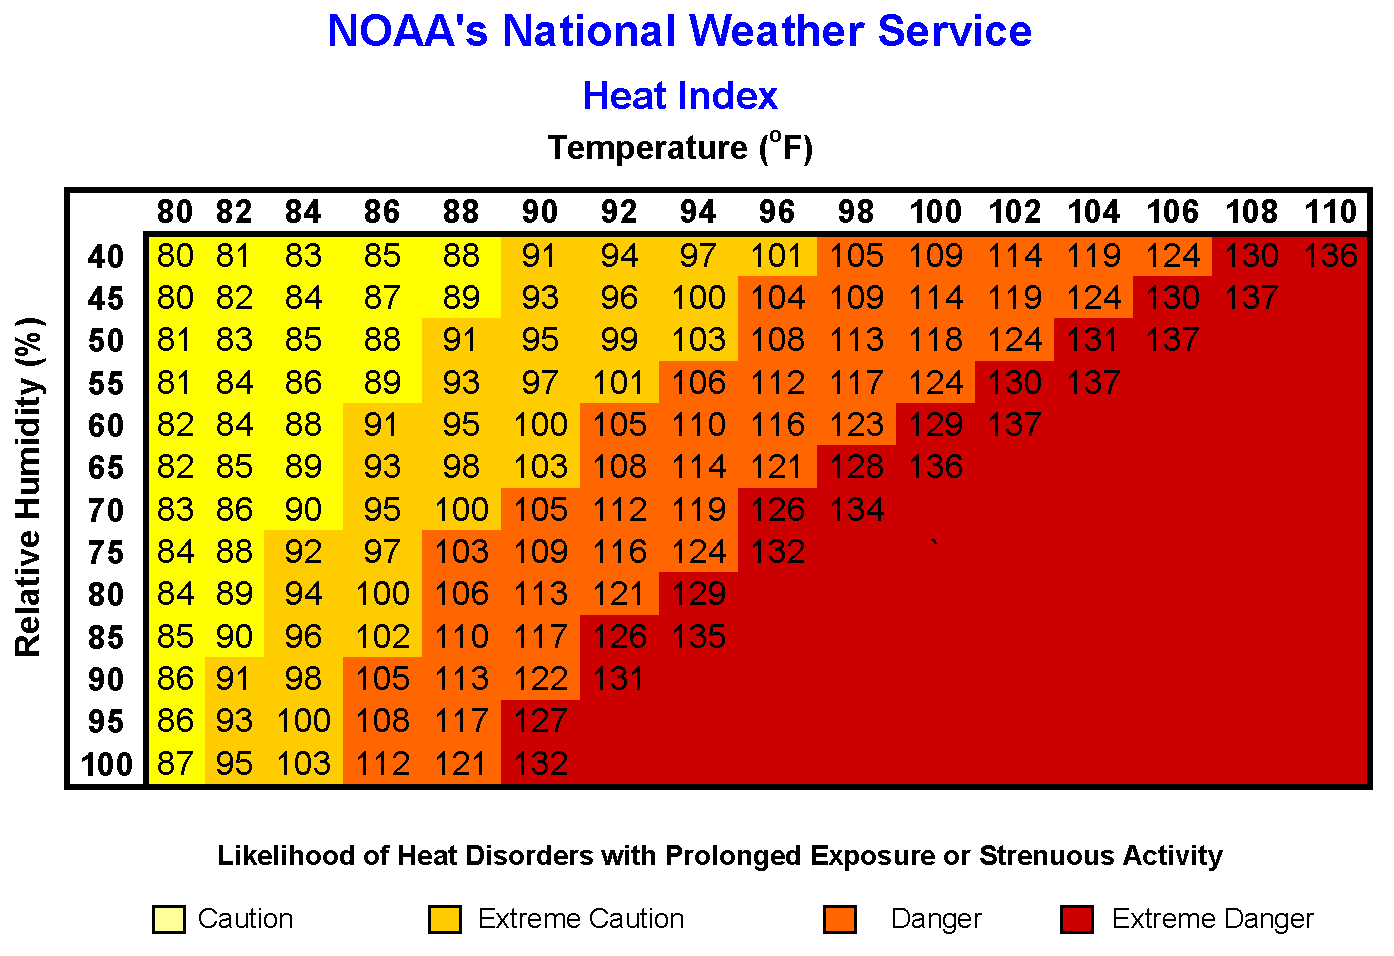 NOAA's National Weather Service
Heat Index
Temperature (oF)
Relative Humidity (%)
80 82 84 86 88 90 92 94 96 98 100 102 104 106 108 110
40 80 81 83 85 88 91 94 97 101 105 109 114 119 124 130 136
45 80 82 84 87 89 93 96 100 104 109 114 119 124 130 137
50 81 83 85 88 91 95 99 103 108 113 118 124 131 137
55 81 84 86 89 93 97 101 106 112 117 124 130 137
60 82 84 88 91 95 100 105 110 116 123 129 137
65 82 85 89 93 98 103 108 114 121 128 136
70 83 86 90 95 100 105 112 119 126 134
75 84 88 92 97 103 109 116 124 132 `
80 84 89 94 100 106 113 121 129
85 85 90 96 102 110 117 126 135
90 86 91 98 105 113 122 131
95 86 93 100 108 117 127
100 87 95 103 112 121 132
Likelihood of Heat Disorders with Prolonged Exposure or Strenuous Activity
Caution Extreme Caution Danger Extreme Danger